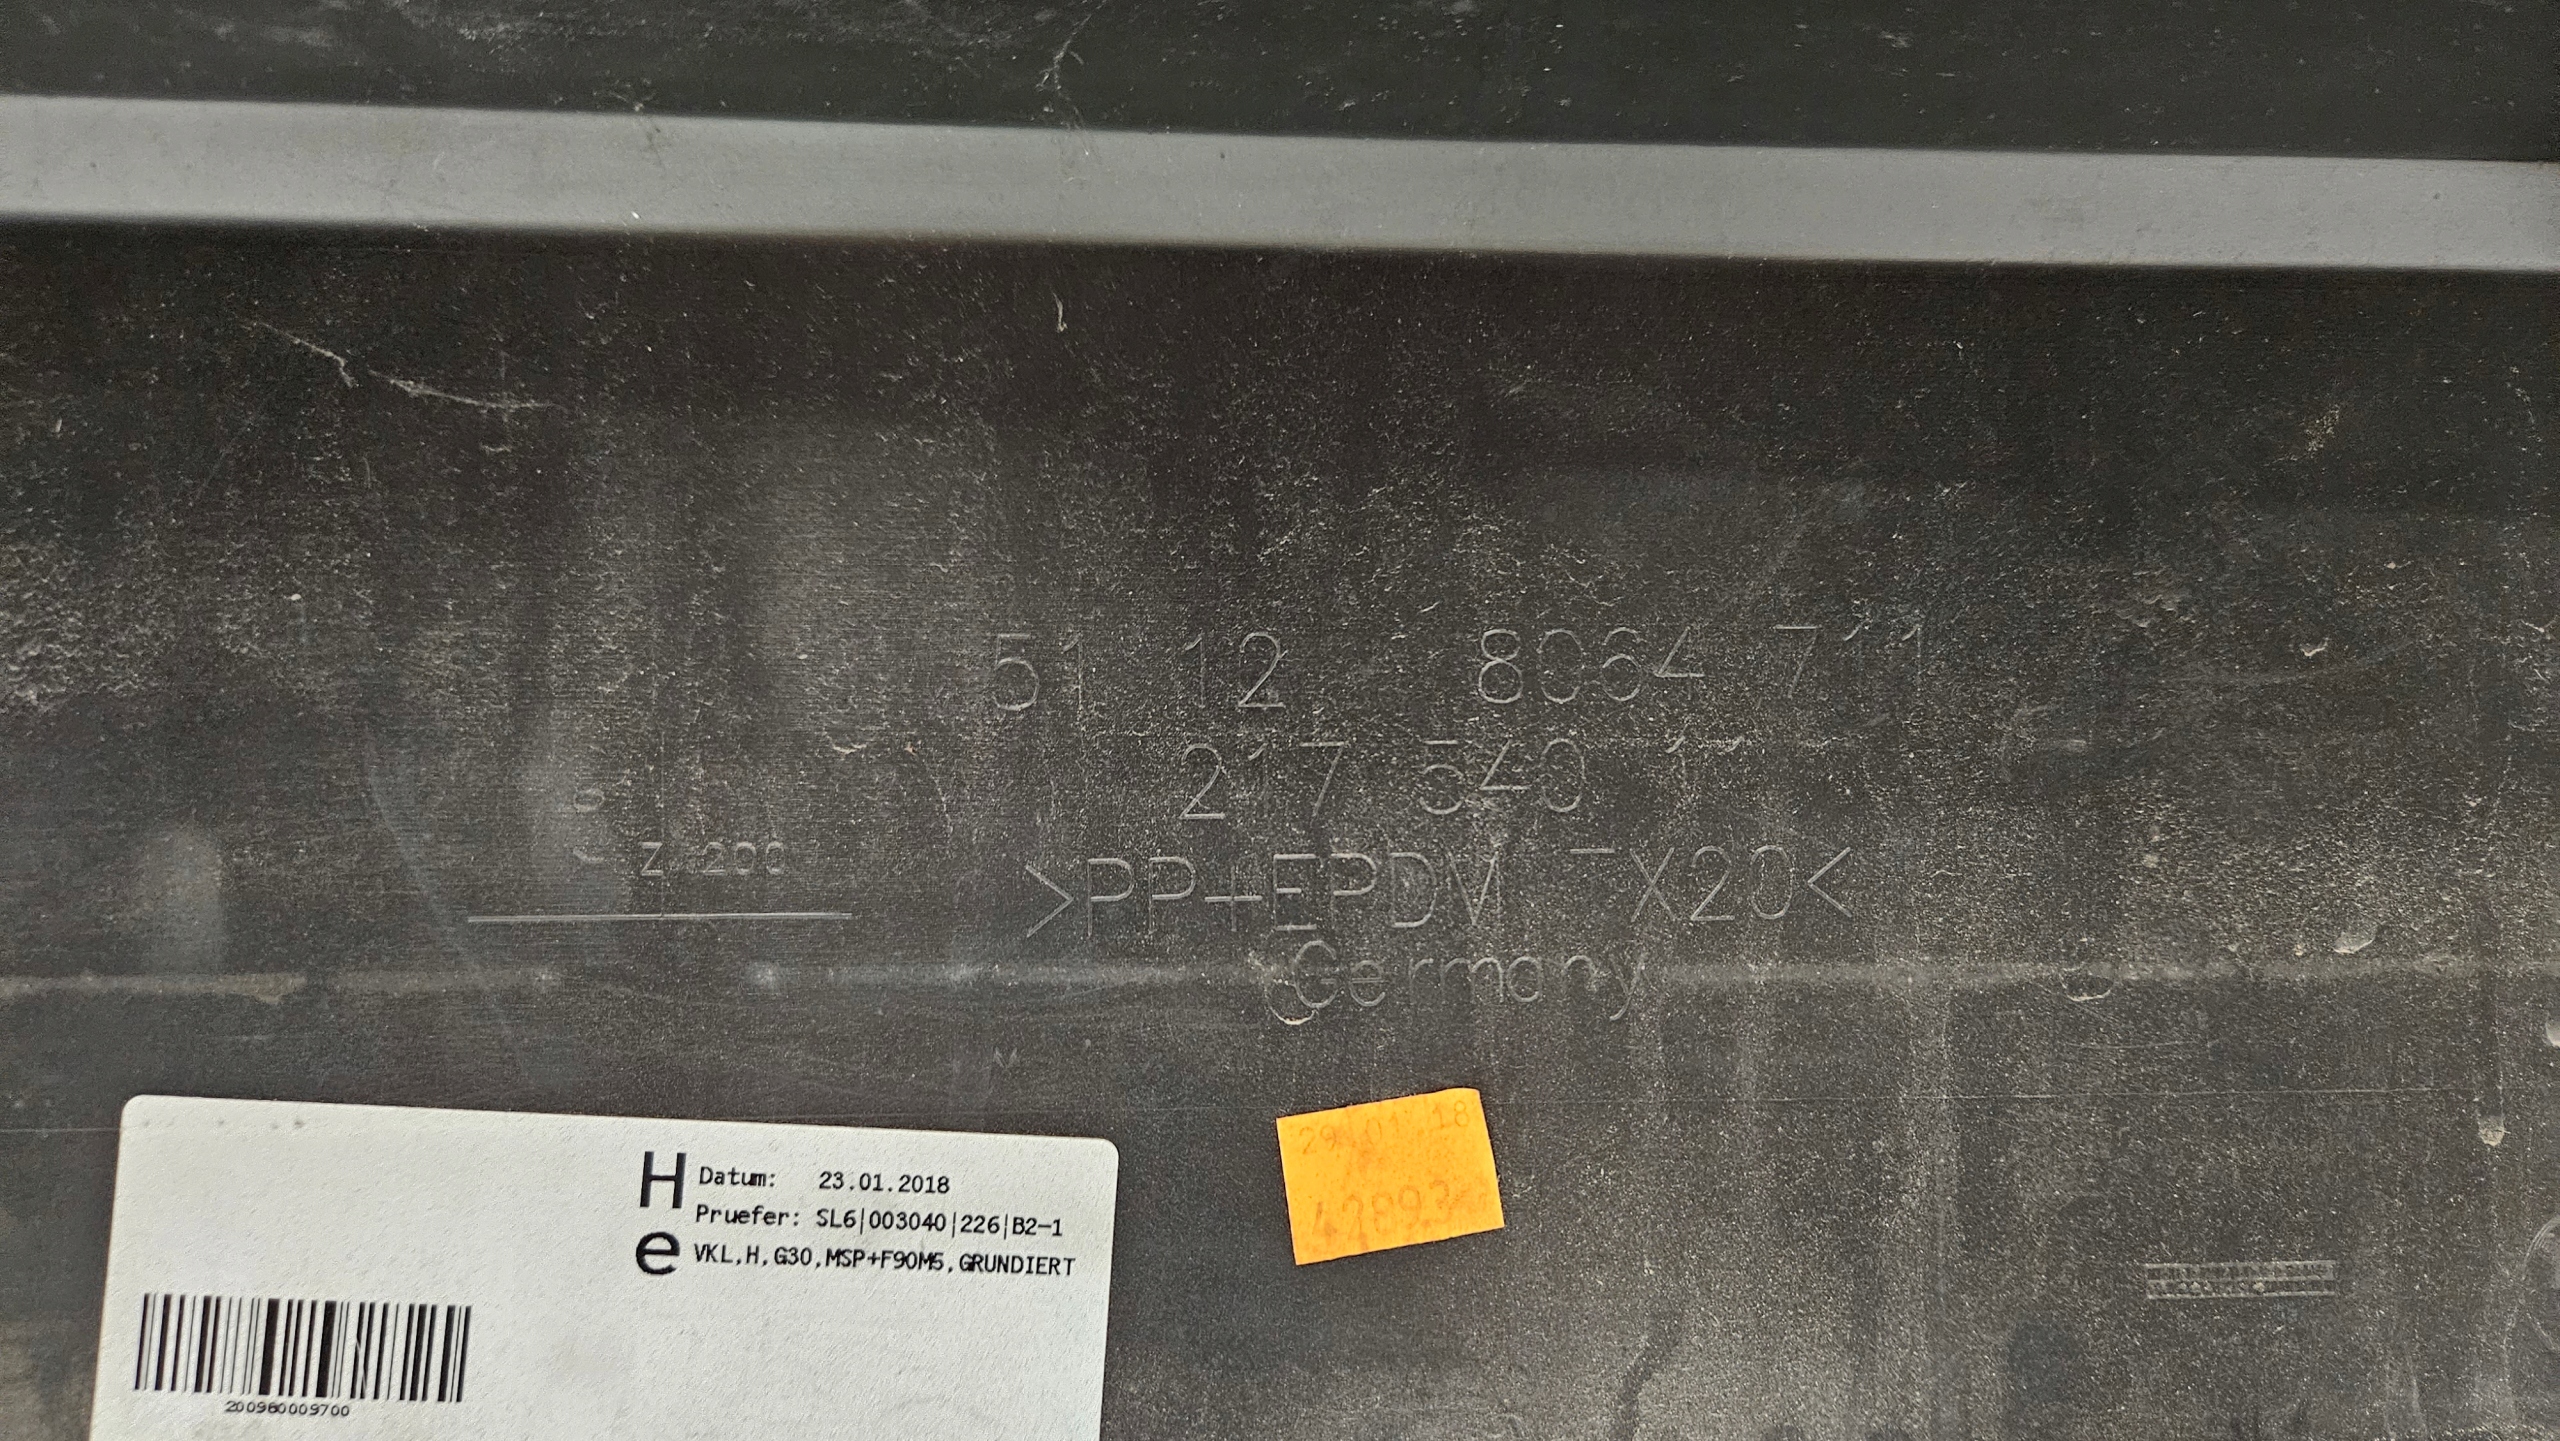 51 12 8064 711
217 540 11
Z 200
>PP+EPDM TX20<
Germany
29.01.18
42893
H Datum: 23.01.2018
Pruefer: SL6|003040|226|B2-1
e VKL,H,G30,MSP+F90M5,GRUNDIERT
200960009700